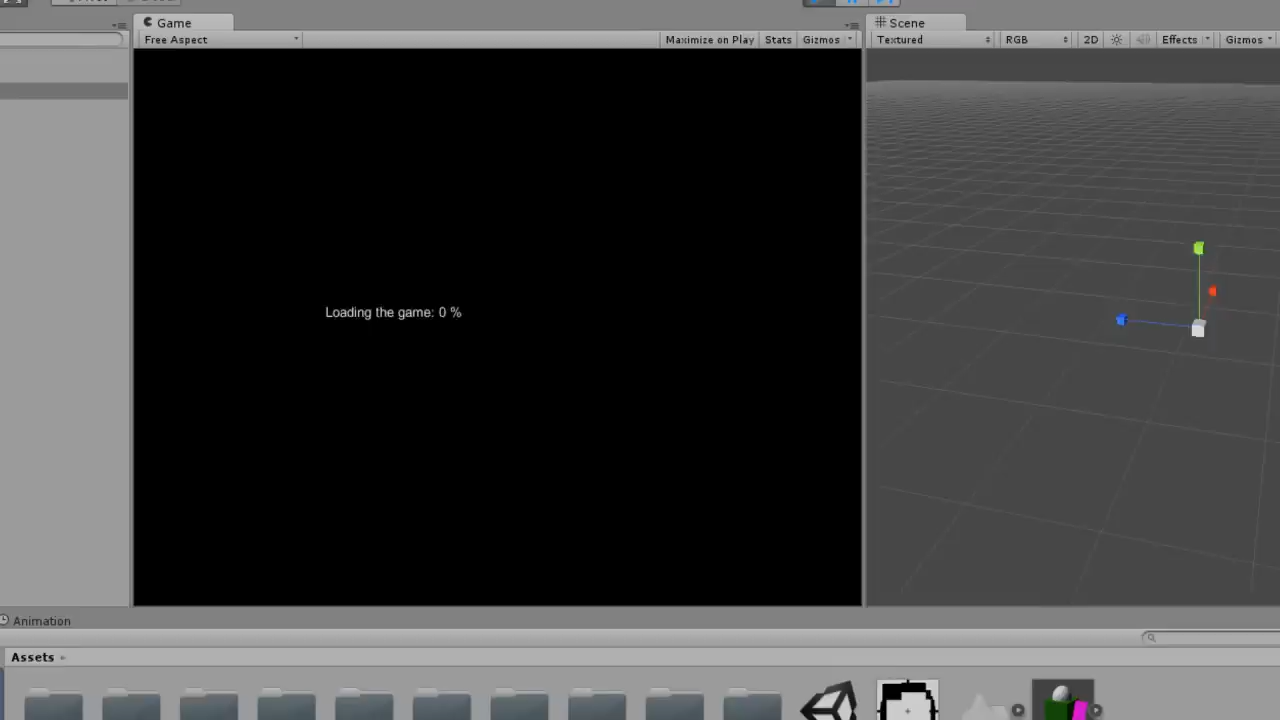 Game
Scene
Free Aspect
Maximize on Play
Stats
Gizmos
Textured
RGB
2D
Effects
Gizmos
Loading the game: 0 %
Animation
Assets